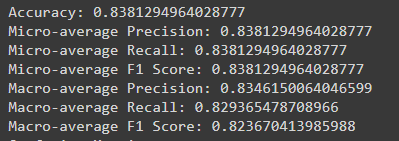 Accuracy: 0.8381294964028777
Micro-average Precision: 0.8381294964028777
Micro-average Recall: 0.8381294964028777
Micro-average F1 Score: 0.8381294964028777
Macro-average Precision: 0.8346150064046599
Macro-average Recall: 0.829365478708966
Macro-average F1 Score: 0.823670413985988